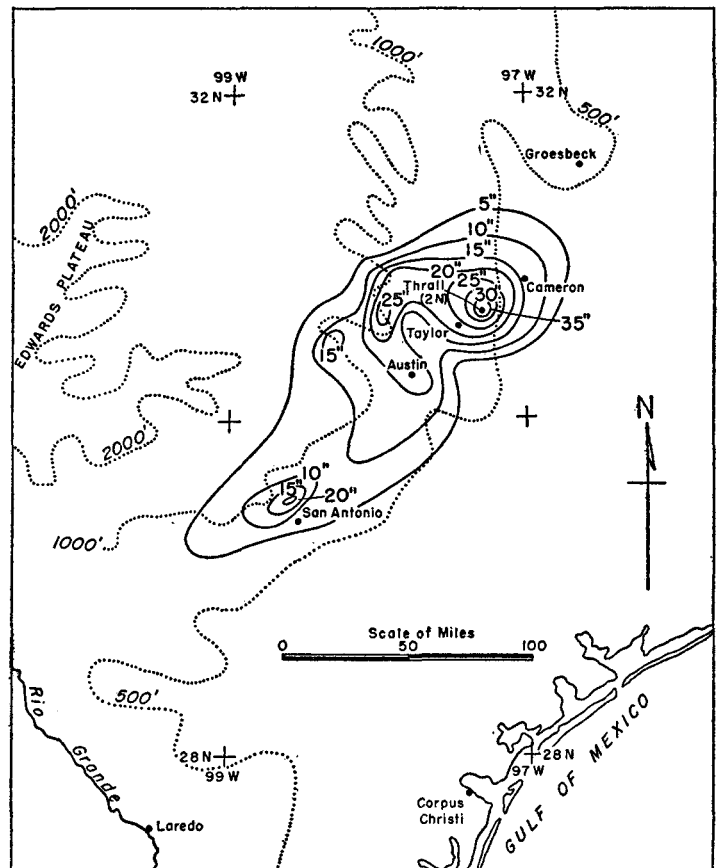 1000'
99 W
32 N
97 W
32 N
500'
Groesbeck
2000'
EDWARDS PLATEAU
5"
10"
15"
20"
25"
Thrall
(2N)
30"
Cameron
25"
35"
Taylor
15"
Austin
2000'
N
10"
15"
20"
San Antonio
1000'
Scale of Miles
0 50 100
500'
Rio Grande
28 N
99 W
28 N
97 W
GULF OF MEXICO
Corpus
Christi
Laredo